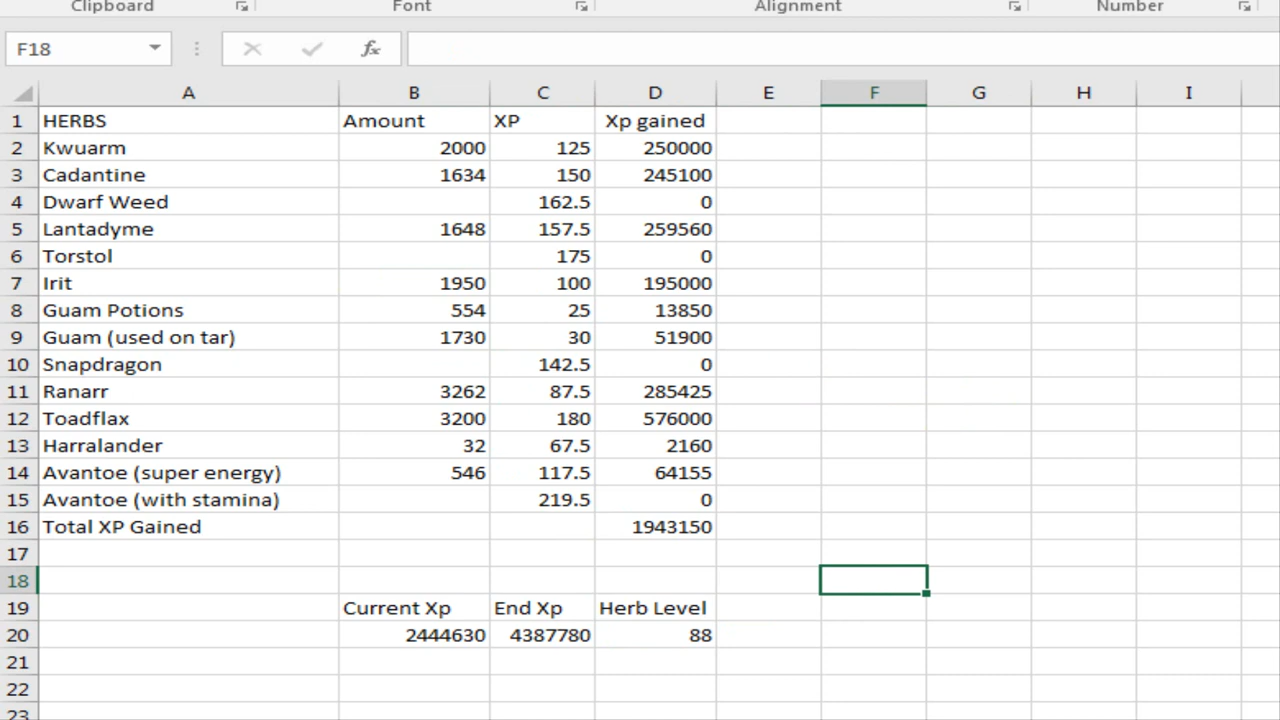 Clipboard Font Alignment Number
F18 fx
A B C D E F G H I
1 HERBS Amount XP Xp gained
2 Kwuarm 2000 125 250000
3 Cadantine 1634 150 245100
4 Dwarf Weed 162.5 0
5 Lantadyme 1648 157.5 259560
6 Torstol 175 0
7 Irit 1950 100 195000
8 Guam Potions 554 25 13850
9 Guam (used on tar) 1730 30 51900
10 Snapdragon 142.5 0
11 Ranarr 3262 87.5 285425
12 Toadflax 3200 180 576000
13 Harralander 32 67.5 2160
14 Avantoe (super energy) 546 117.5 64155
15 Avantoe (with stamina) 219.5 0
16 Total XP Gained 1943150
17
18
19 Current Xp End Xp Herb Level
20 2444630 4387780 88
21
22
23